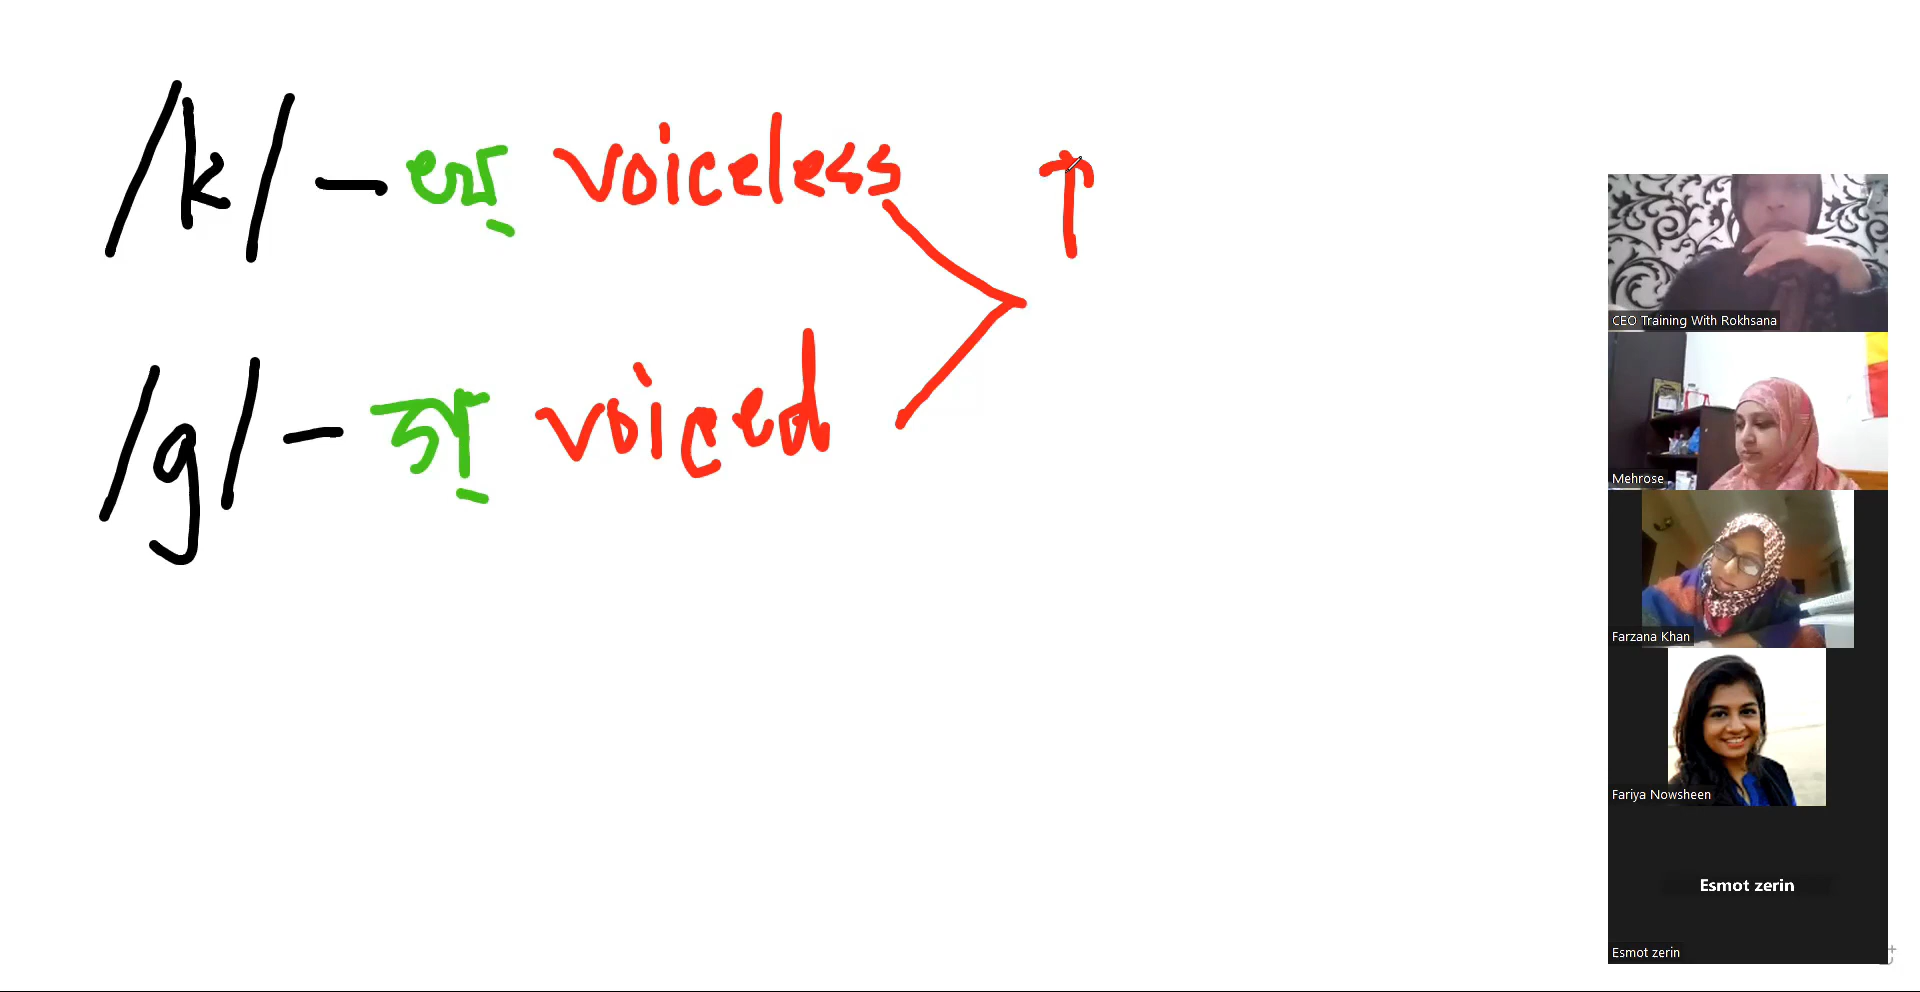 /k/ – খ্ voiceless
/g/ – গ্ voiced
CEO Training With Rokhsana
Mehrose
Farzana Khan
Fariya Nowsheen
Esmot zerin
Esmot zerin